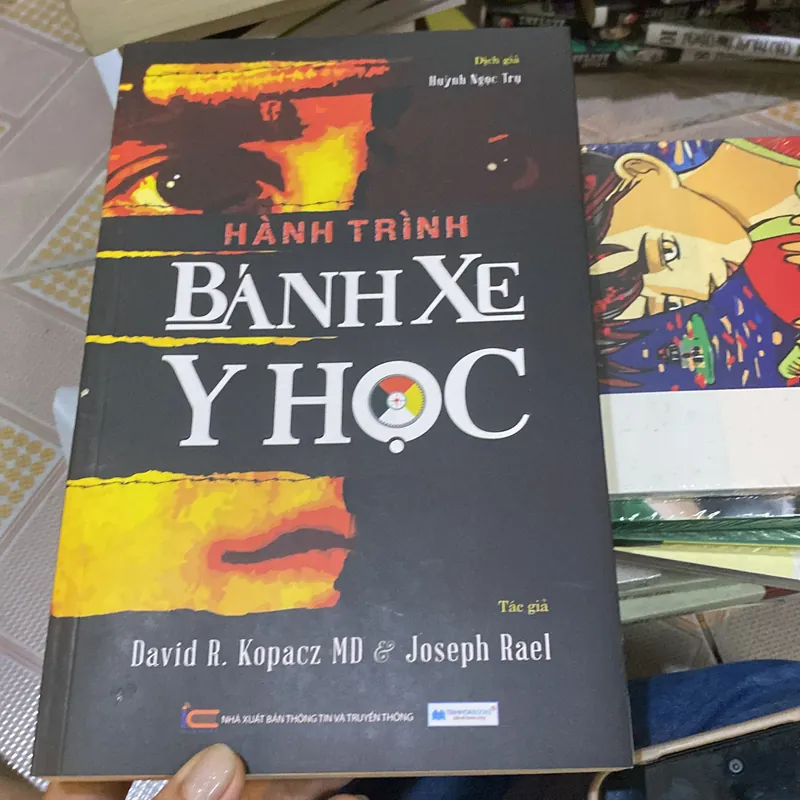 Dịch giả
Huỳnh Ngọc Trụ
HÀNH TRÌNH
BÁNH XE
Y HỌC
Tác giả
David R. Kopacz MD & Joseph Rael
NHÀ XUẤT BẢN THÔNG TIN VÀ TRUYỀN THÔNG